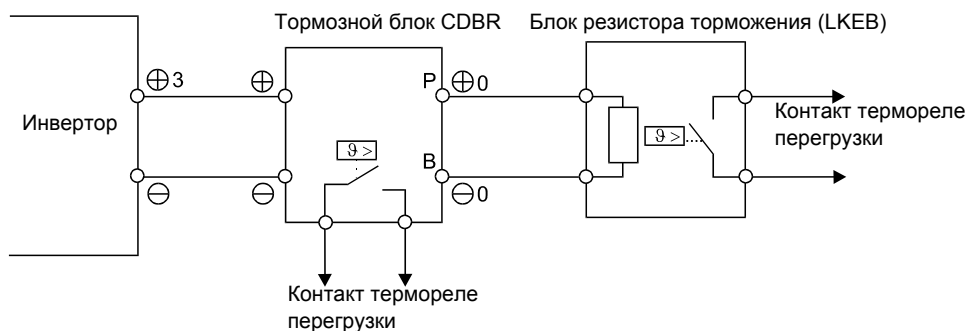 Тормозной блок CDBR
Блок резистора торможения (LKEB)
⊕3
⊕
P
⊕0
Инвертор
ϑ >
ϑ >
Контакт термореле
перегрузки
B
⊖
⊖
⊖0
Контакт термореле
перегрузки